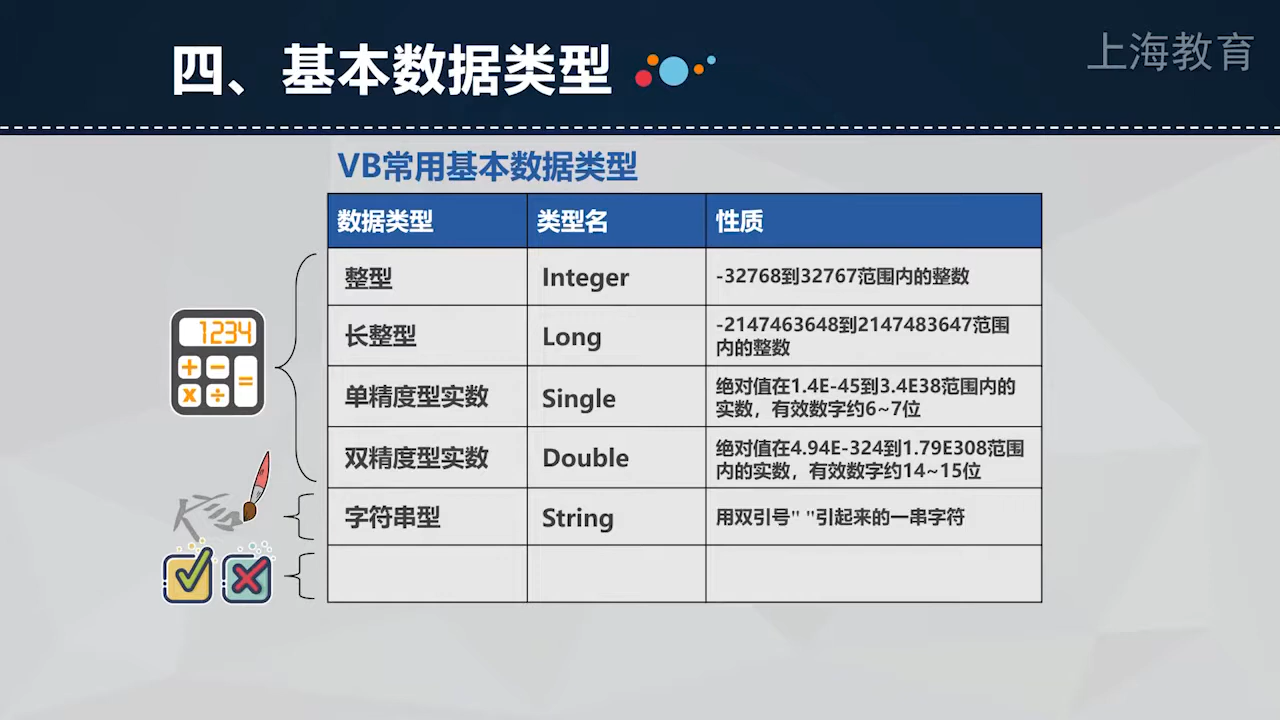 四、基本数据类型
上海教育
VB常用基本数据类型
数据类型 类型名 性质
整型 Integer -32768到32767范围内的整数
长整型 Long -2147463648到2147483647范围
内的整数
单精度型实数 Single 绝对值在1.4E-45到3.4E38范围内的
实数，有效数字约6~7位
双精度型实数 Double 绝对值在4.94E-324到1.79E308范围
内的实数，有效数字约14~15位
字符串型 String 用双引号" "引起来的一串字符
1234
+ −
× ÷ =